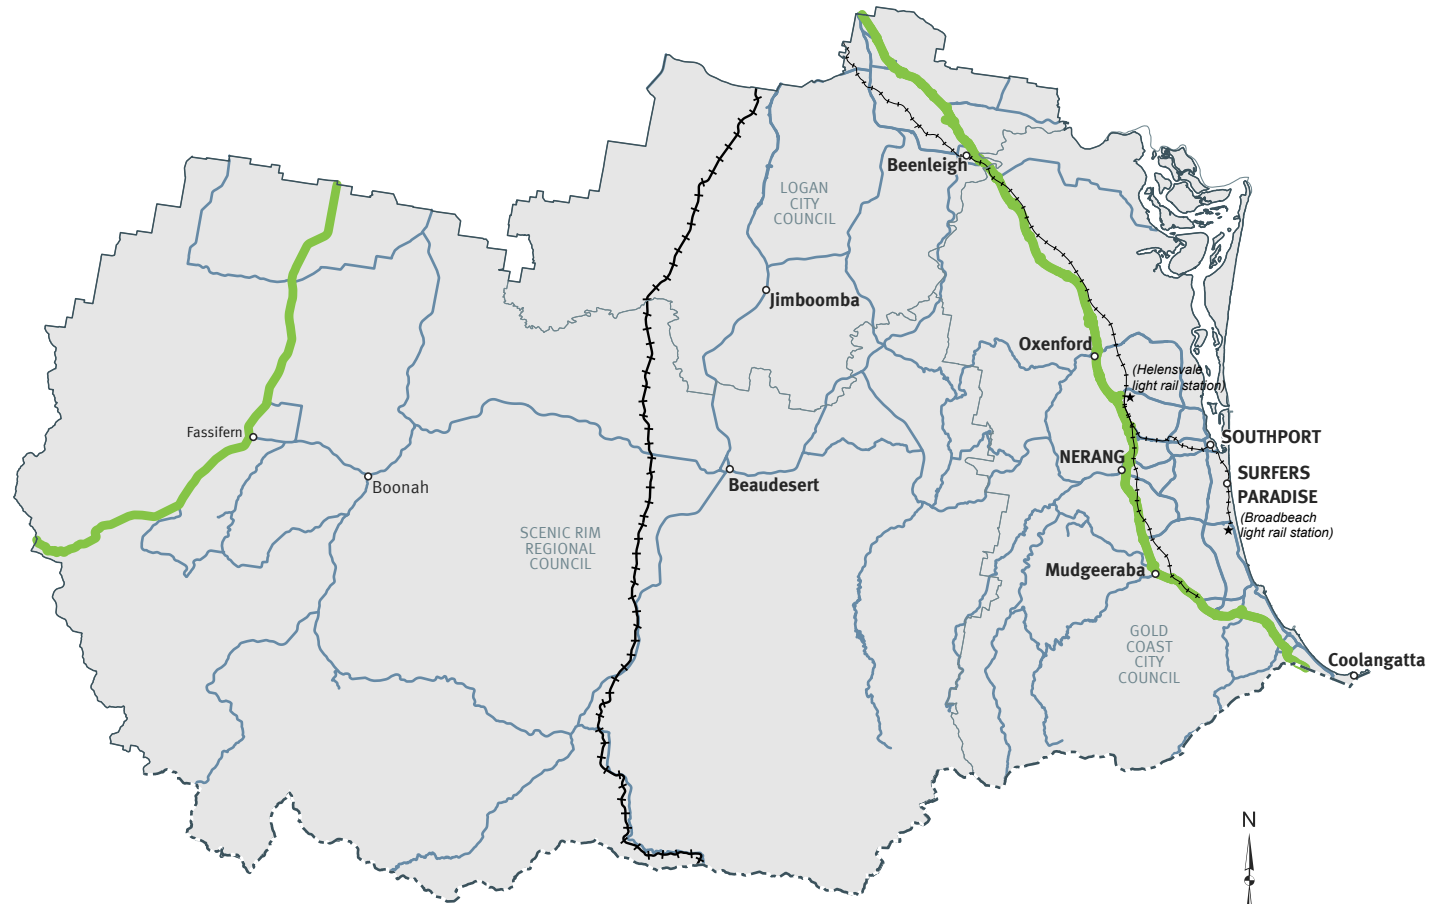 Beenleigh
LOGAN
CITY
COUNCIL
Jimboomba
Oxenford
(Helensvale
light rail station)
Fassifern
SOUTHPORT
NERANG
SURFERS
PARADISE
Boonah
Beaudesert
(Broadbeach
light rail station)
SCENIC RIM
REGIONAL
COUNCIL
Mudgeeraba
GOLD
COAST
CITY
COUNCIL
Coolangatta
N